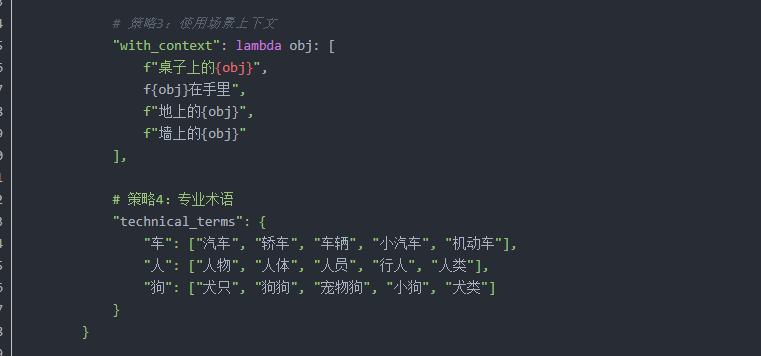 # 策略3：使用场景上下文
"with_context": lambda obj: [
f"桌子上的{obj}",
f{obj}在手里",
f"地上的{obj}",
f"墙上的{obj}"
],
# 策略4：专业术语
"technical_terms": {
"车": ["汽车", "轿车", "车辆", "小汽车", "机动车"],
"人": ["人物", "人体", "人员", "行人", "人类"],
"狗": ["犬只", "狗狗", "宠物狗", "小狗", "犬类"]
}
}